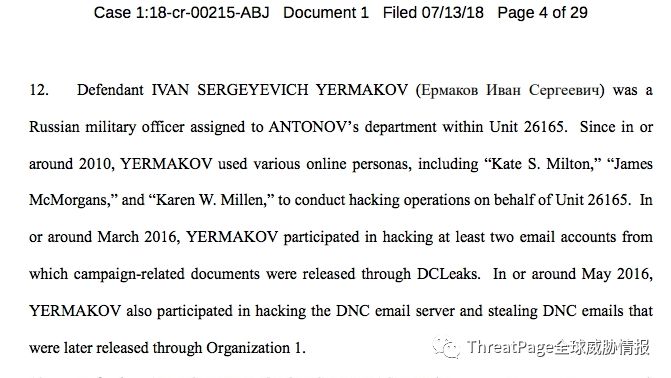 Case 1:18-cr-00215-ABJ Document 1 Filed 07/13/18 Page 4 of 29
12. Defendant IVAN SERGEYEVICH YERMAKOV (Ермаков Иван Сергеевич) was a
Russian military officer assigned to ANTONOV’s department within Unit 26165. Since in or
around 2010, YERMAKOV used various online personas, including “Kate S. Milton,” “James
McMorgans,” and “Karen W. Millen,” to conduct hacking operations on behalf of Unit 26165. In
or around March 2016, YERMAKOV participated in hacking at least two email accounts from
which campaign-related documents were released through DCLeaks. In or around May 2016,
YERMAKOV also participated in hacking the DNC email server and stealing DNC emails that
were later released through Organization 1.
ThreatPage全球威胁情报